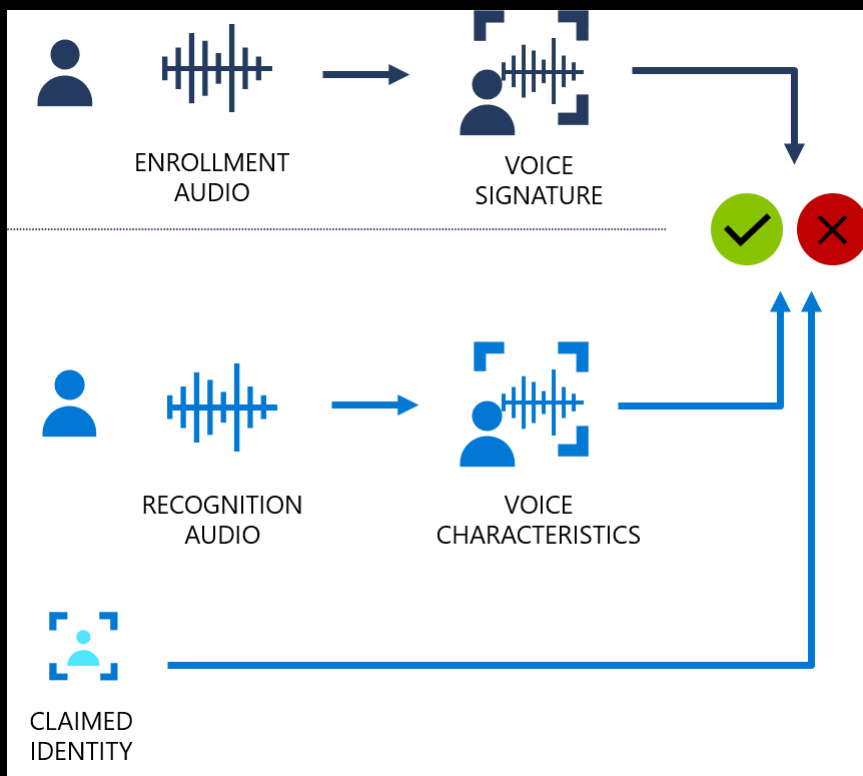 ENROLLMENT
AUDIO
VOICE
SIGNATURE
RECOGNITION
AUDIO
VOICE
CHARACTERISTICS
CLAIMED
IDENTITY